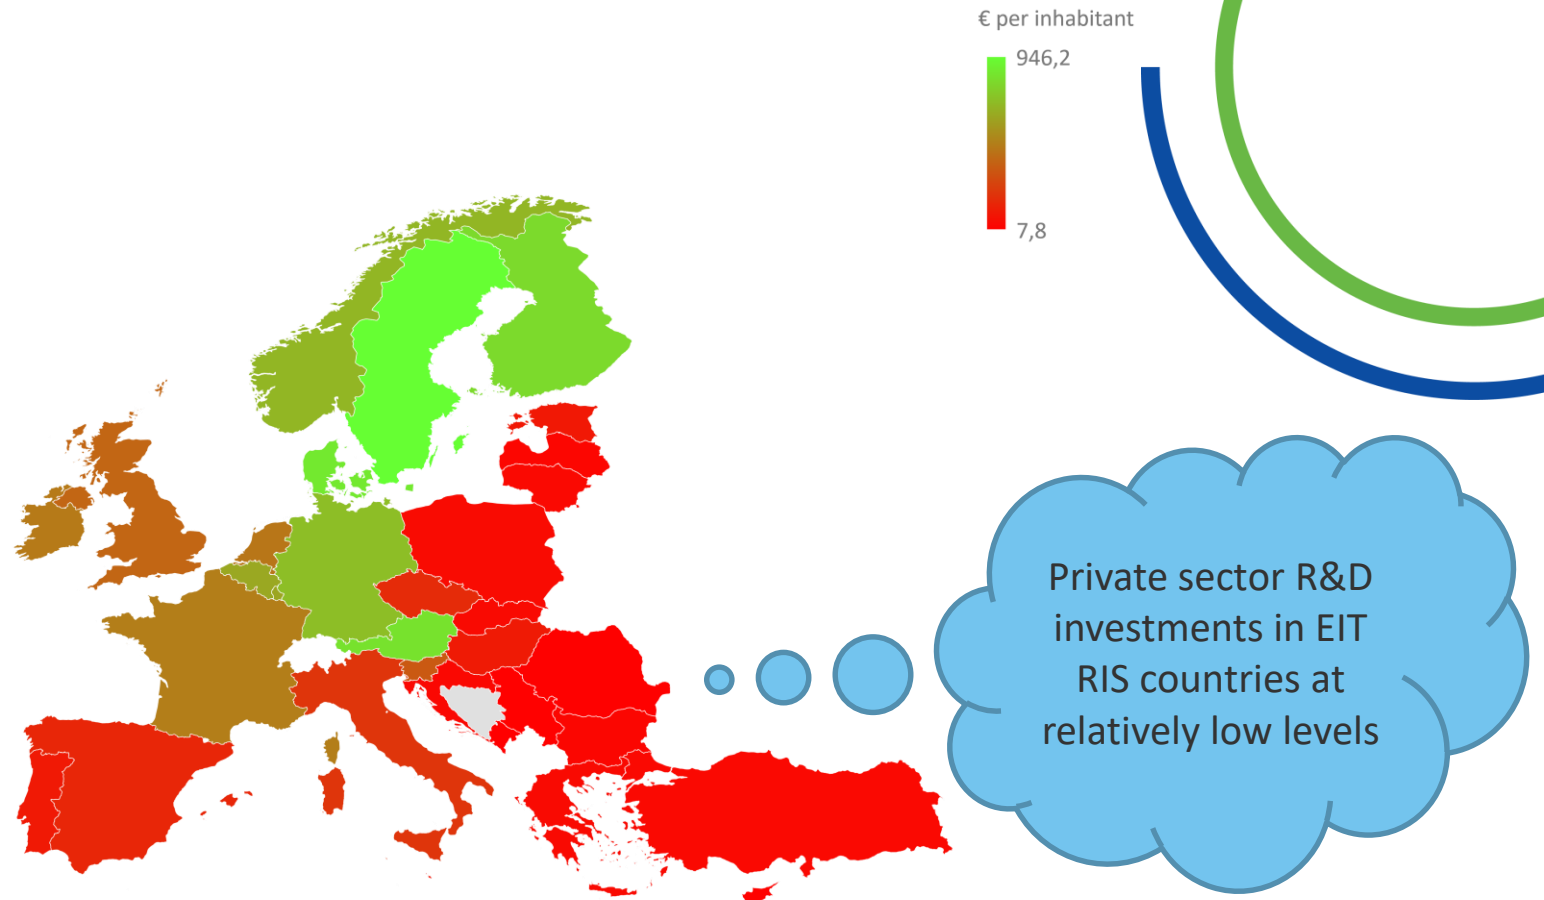 € per inhabitant
946,2
7,8
Private sector R&D
investments in EIT
RIS countries at
relatively low levels